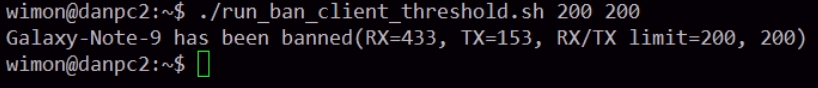 wimon@danpc2:~$ ./run_ban_client_threshold.sh 200 200
Galaxy-Note-9 has been banned(RX=433, TX=153, RX/TX limit=200, 200)
wimon@danpc2:~$